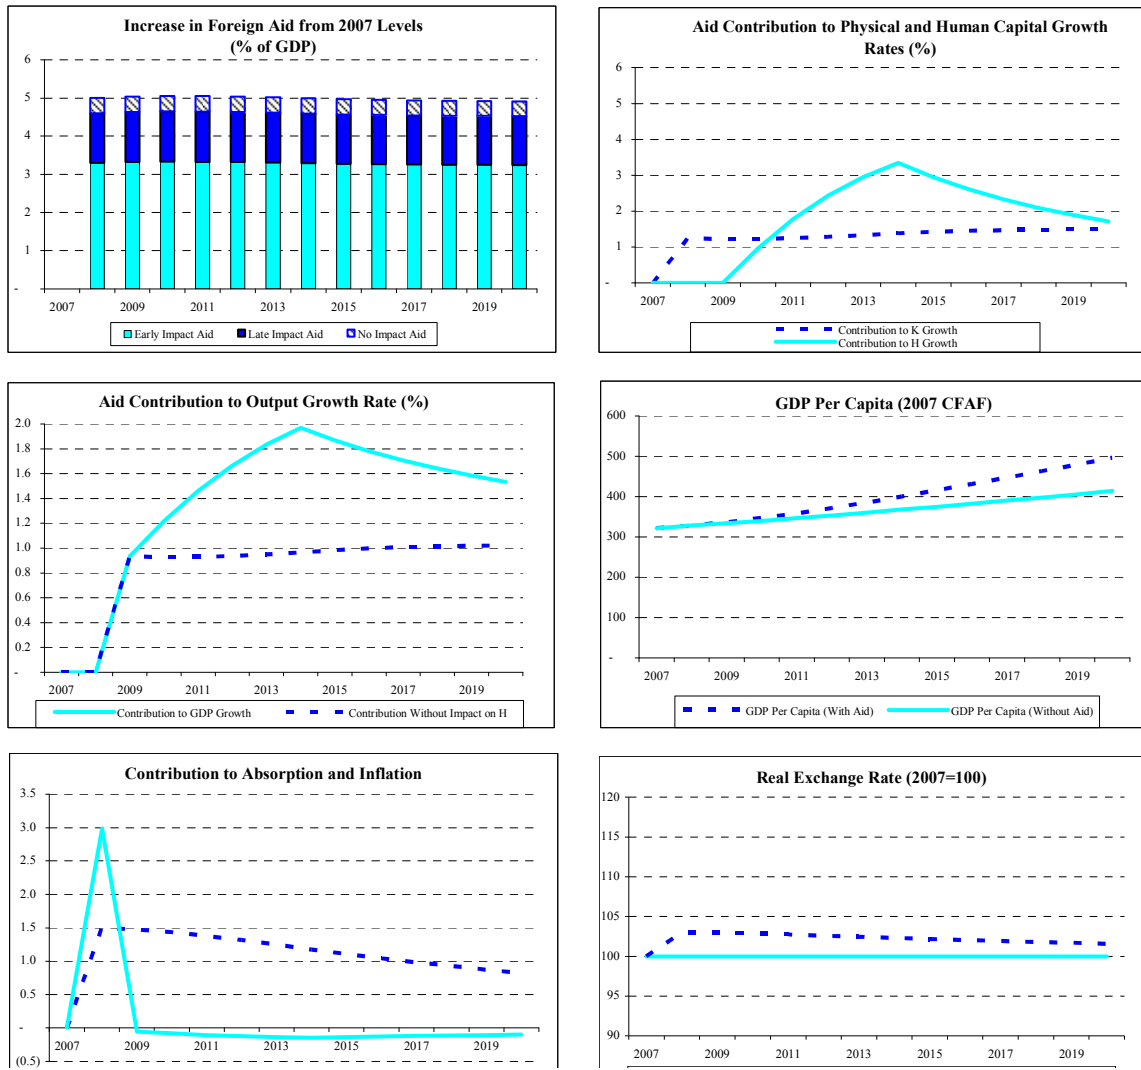 Increase in Foreign Aid from 2007 Levels
(% of GDP)
6
5
4
3
2
1
-
2007 2009 2011 2013 2015 2017 2019
Early Impact Aid Late Impact Aid No Impact Aid
Aid Contribution to Physical and Human Capital Growth
Rates (%)
6
5
4
3
2
1
-
2007 2009 2011 2013 2015 2017 2019
Contribution to K Growth
Contribution to H Growth
Aid Contribution to Output Growth Rate (%)
2.0
1.8
1.6
1.4
1.2
1.0
0.8
0.6
0.4
0.2
-
2007 2009 2011 2013 2015 2017 2019
Contribution to GDP Growth Contribution Without Impact on H
GDP Per Capita (2007 CFAF)
600
500
400
300
200
100
-
2007 2009 2011 2013 2015 2017 2019
GDP Per Capita (With Aid) GDP Per Capita (Without Aid)
Contribution to Absorption and Inflation
3.5
3.0
2.5
2.0
1.5
1.0
0.5
-
(0.5)
2007 2009 2011 2013 2015 2017 2019
Real Exchange Rate (2007=100)
120
115
110
105
100
95
90
2007 2009 2011 2013 2015 2017 2019